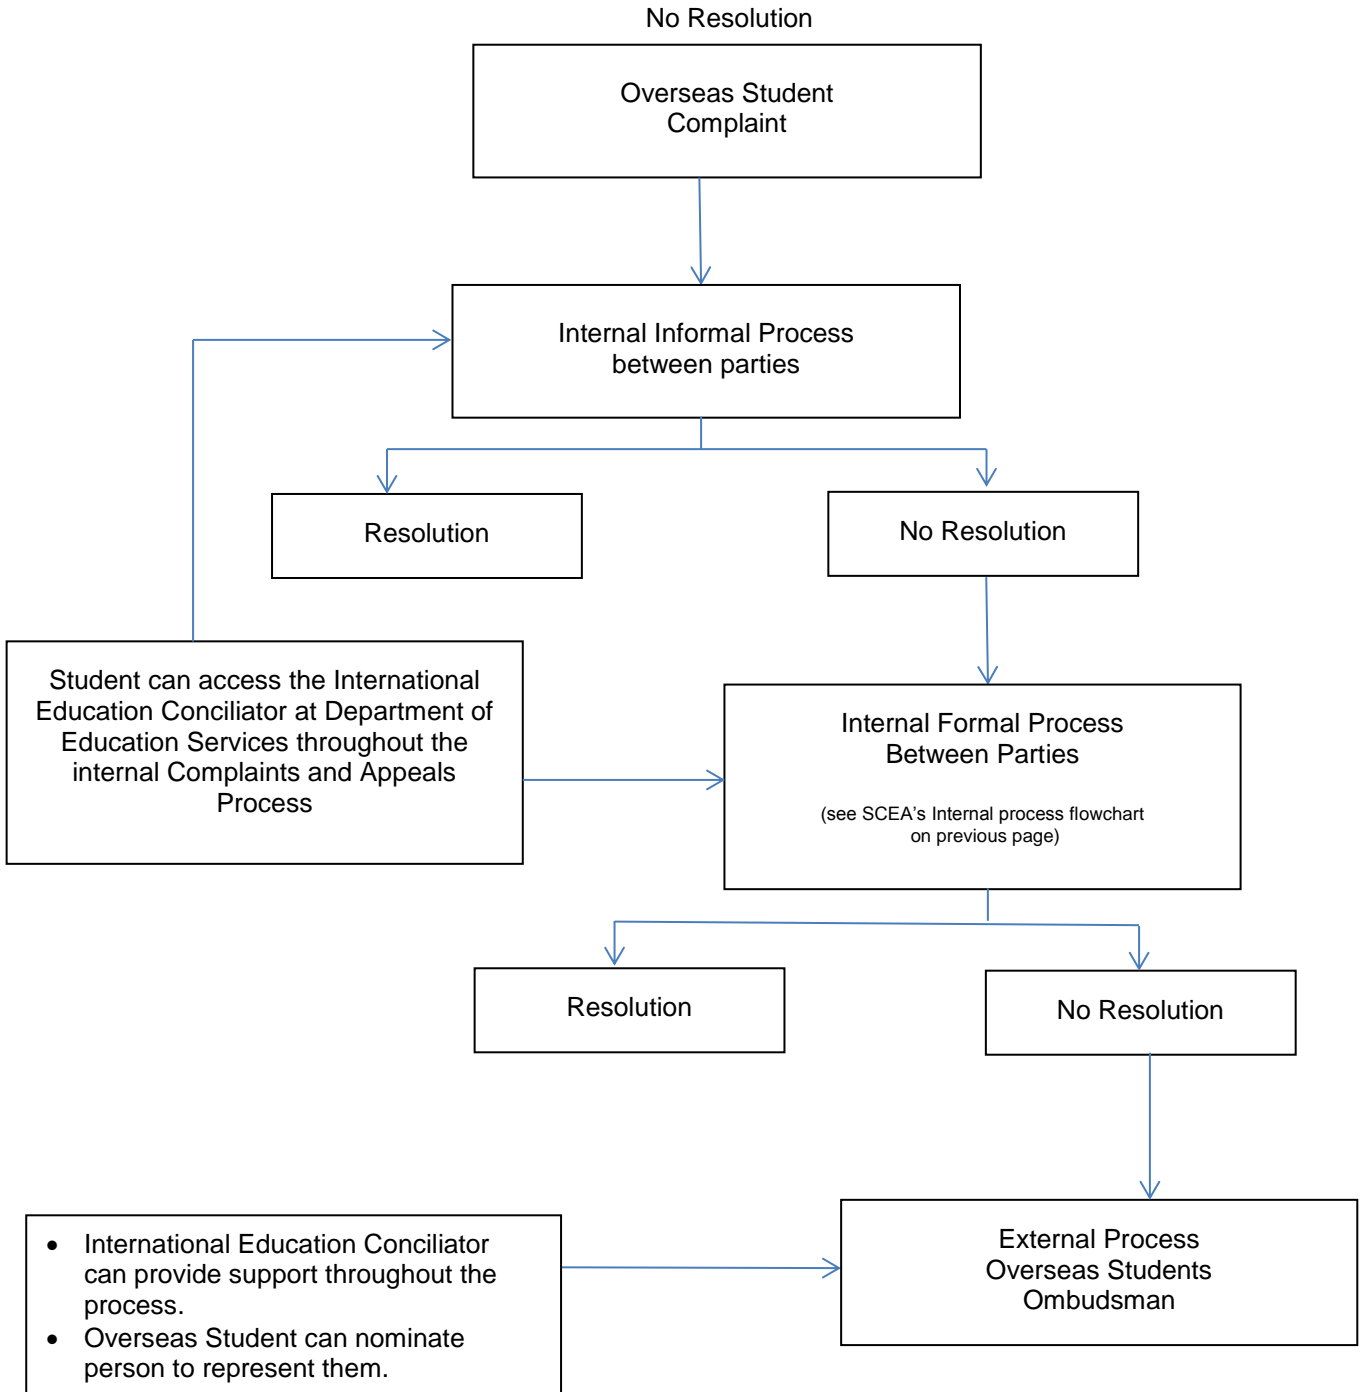 No Resolution
Overseas Student
Complaint
Internal Informal Process
between parties
Resolution
No Resolution
Student can access the International
Education Conciliator at Department of
Education Services throughout the
internal Complaints and Appeals
Process
Internal Formal Process
Between Parties
(see SCEA’s Internal process flowchart
on previous page)
Resolution
No Resolution
• International Education Conciliator
can provide support throughout the
process.
• Overseas Student can nominate
person to represent them.
External Process
Overseas Students
Ombudsman